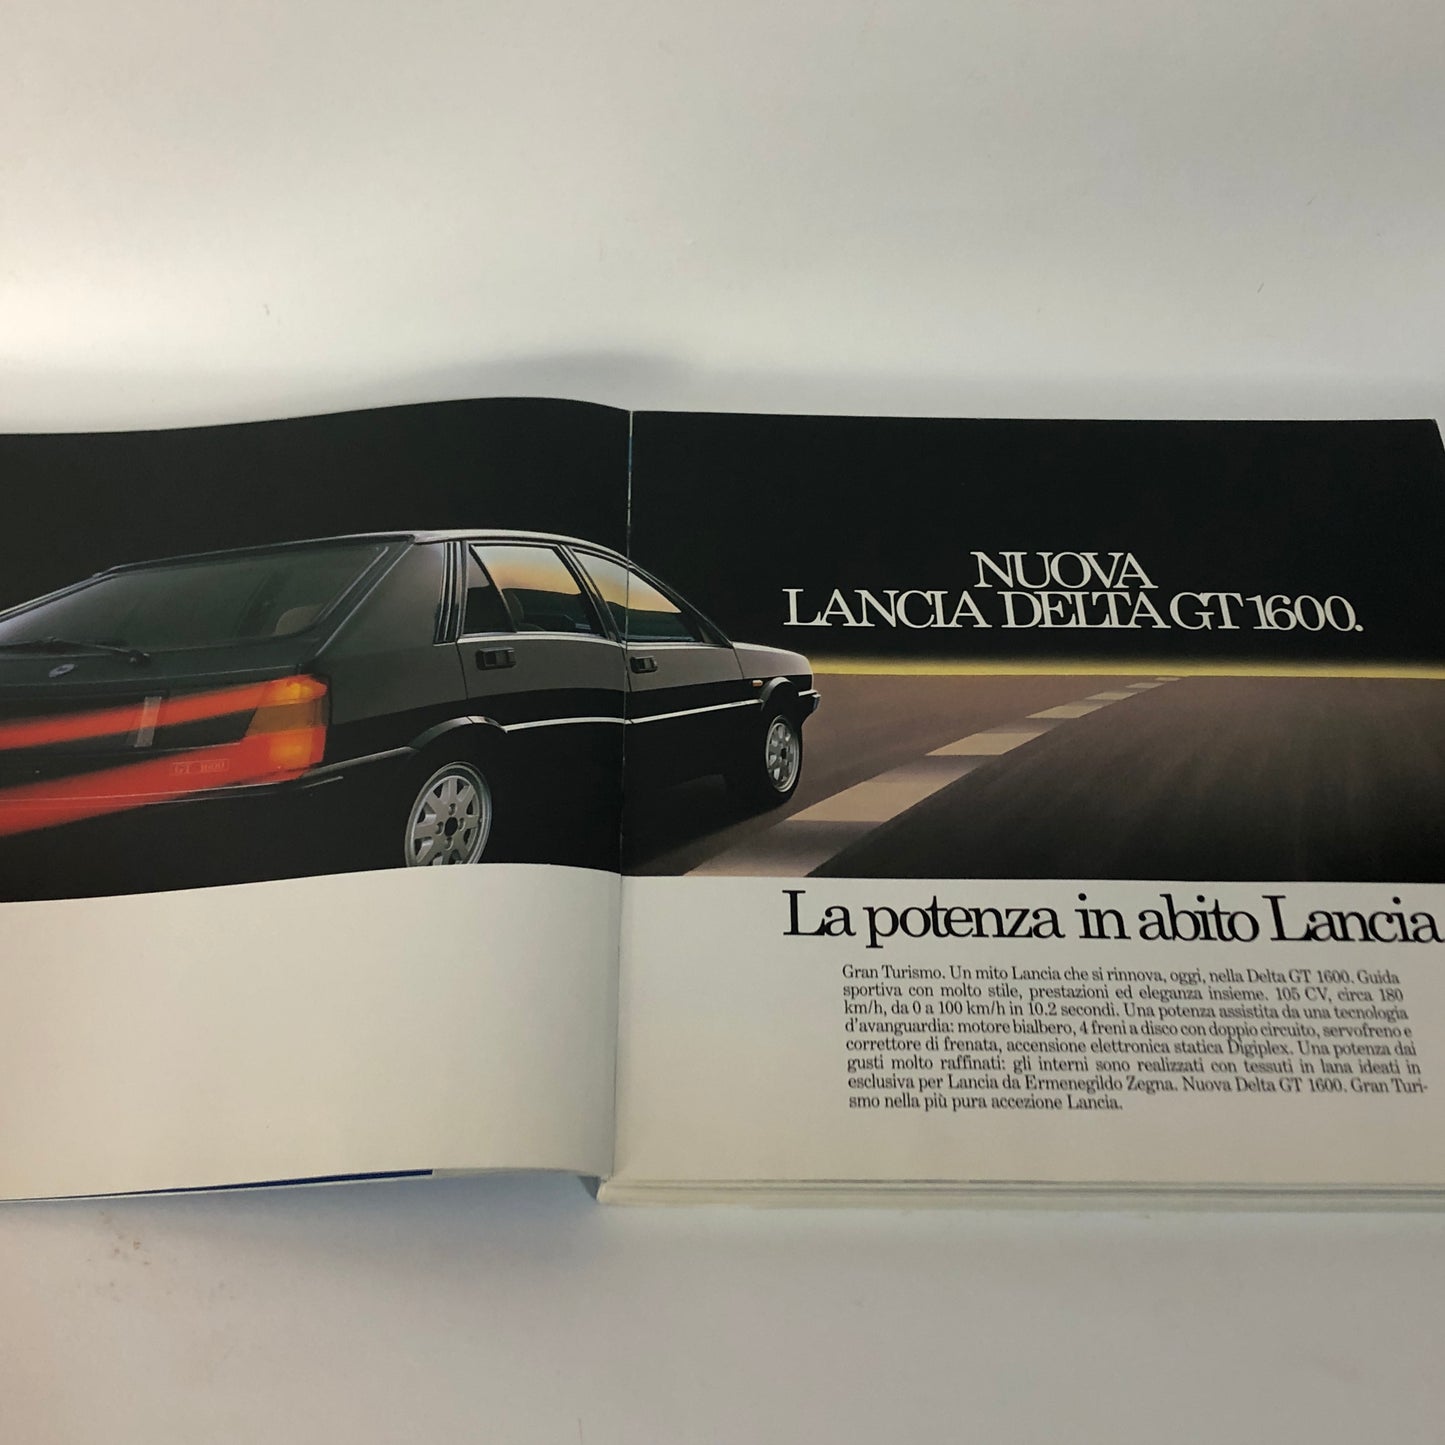 NUOVA
LANCIA DELTA GT 1600.
GT 1600
La potenza in abito Lancia
Gran Turismo. Un mito Lancia che si rinnova, oggi, nella Delta GT 1600. Guida
sportiva con molto stile, prestazioni ed eleganza insieme. 105 CV, circa 180
km/h, da 0 a 100 km/h in 10.2 secondi. Una potenza assistita da una tecnologia
d'avanguardia: motore bialbero, 4 freni a disco con doppio circuito, servofreno e
correttore di frenata, accensione elettronica statica Digiplex. Una potenza dai
gusti molto raffinati: gli interni sono realizzati con tessuti in lana ideati in
esclusiva per Lancia da Ermenegildo Zegna. Nuova Delta GT 1600. Gran Turi-
smo nella più pura accezione Lancia.